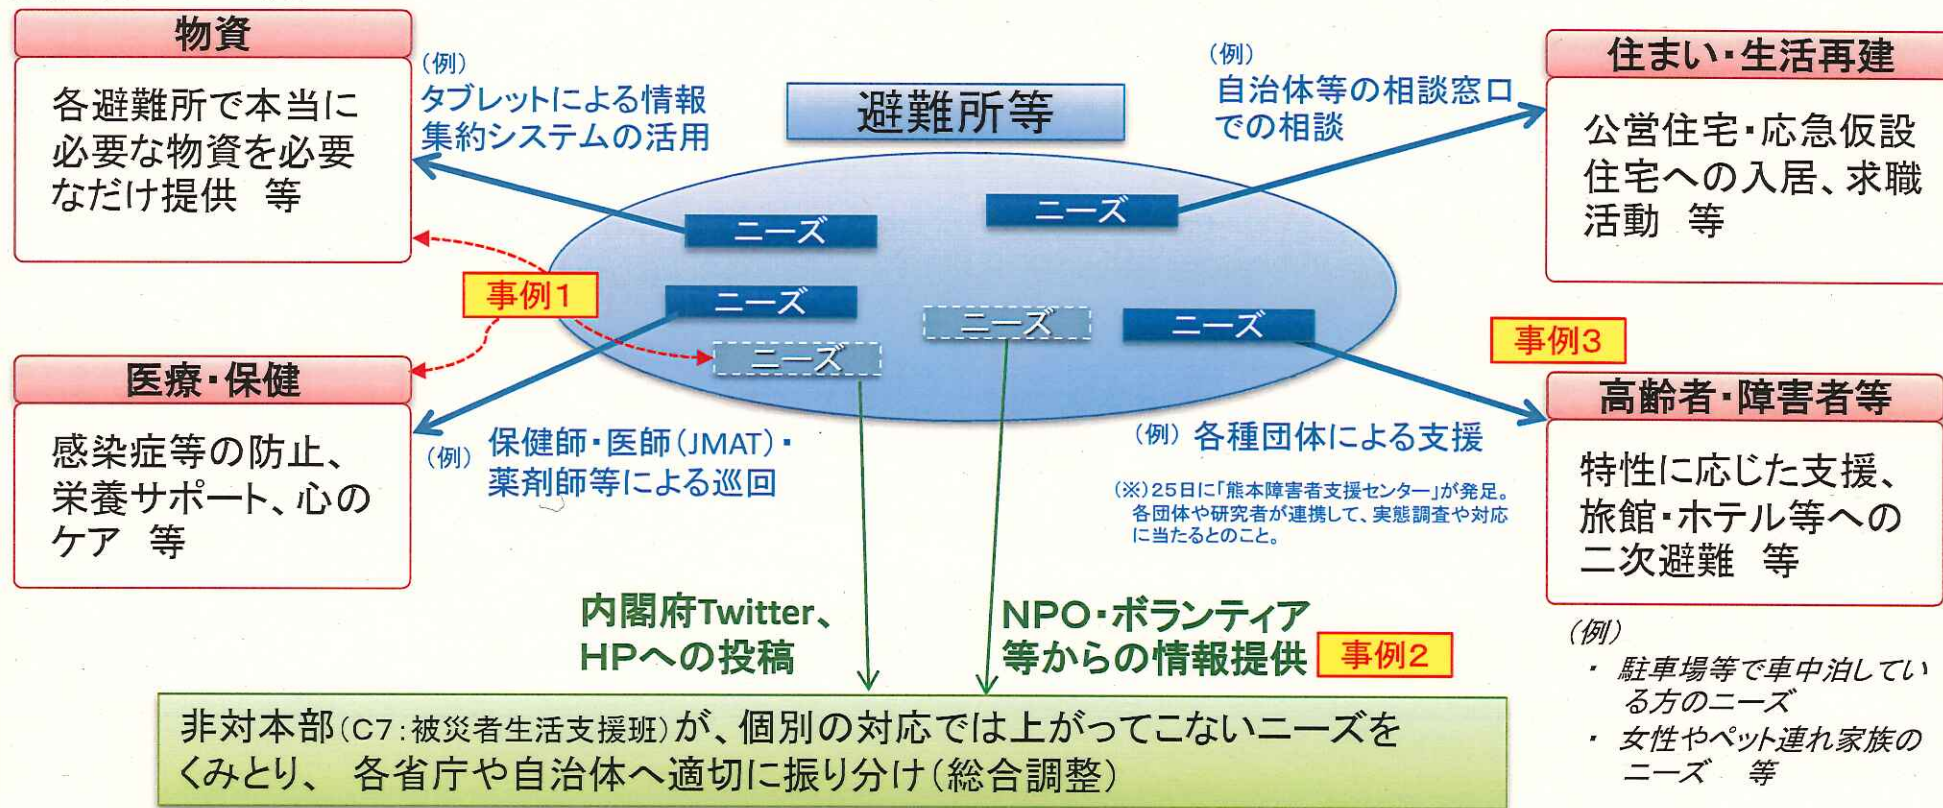 物資
各避難所で本当に
必要な物資を必要
なだけ提供 等
(例)
タブレットによる情報
集約システムの活用
避難所等
(例)
自治体等の相談窓口
での相談
住まい・生活再建
公営住宅・応急仮設
住宅への入居、求職
活動 等
ニーズ
ニーズ
事例1
ニーズ
ニーズ
ニーズ
ニーズ
事例3
医療・保健
感染症等の防止、
栄養サポート、心の
ケア 等
(例) 保健師・医師(JMAT)・
薬剤師等による巡回
(例) 各種団体による支援
(※)25日に「熊本障害者支援センター」が発足。
各団体や研究者が連携して、実態調査や対応
に当たるとのこと。
高齢者・障害者等
特性に応じた支援、
旅館・ホテル等への
二次避難 等
(例)
・ 駐車場等で車中泊してい
る方のニーズ
・ 女性やペット連れ家族の
ニーズ 等
内閣府Twitter、
HPへの投稿
NPO・ボランティア
等からの情報提供
事例2
非対本部(C7:被災者生活支援班)が、個別の対応では上がってこないニーズを
くみとり、 各省庁や自治体へ適切に振り分け(総合調整)